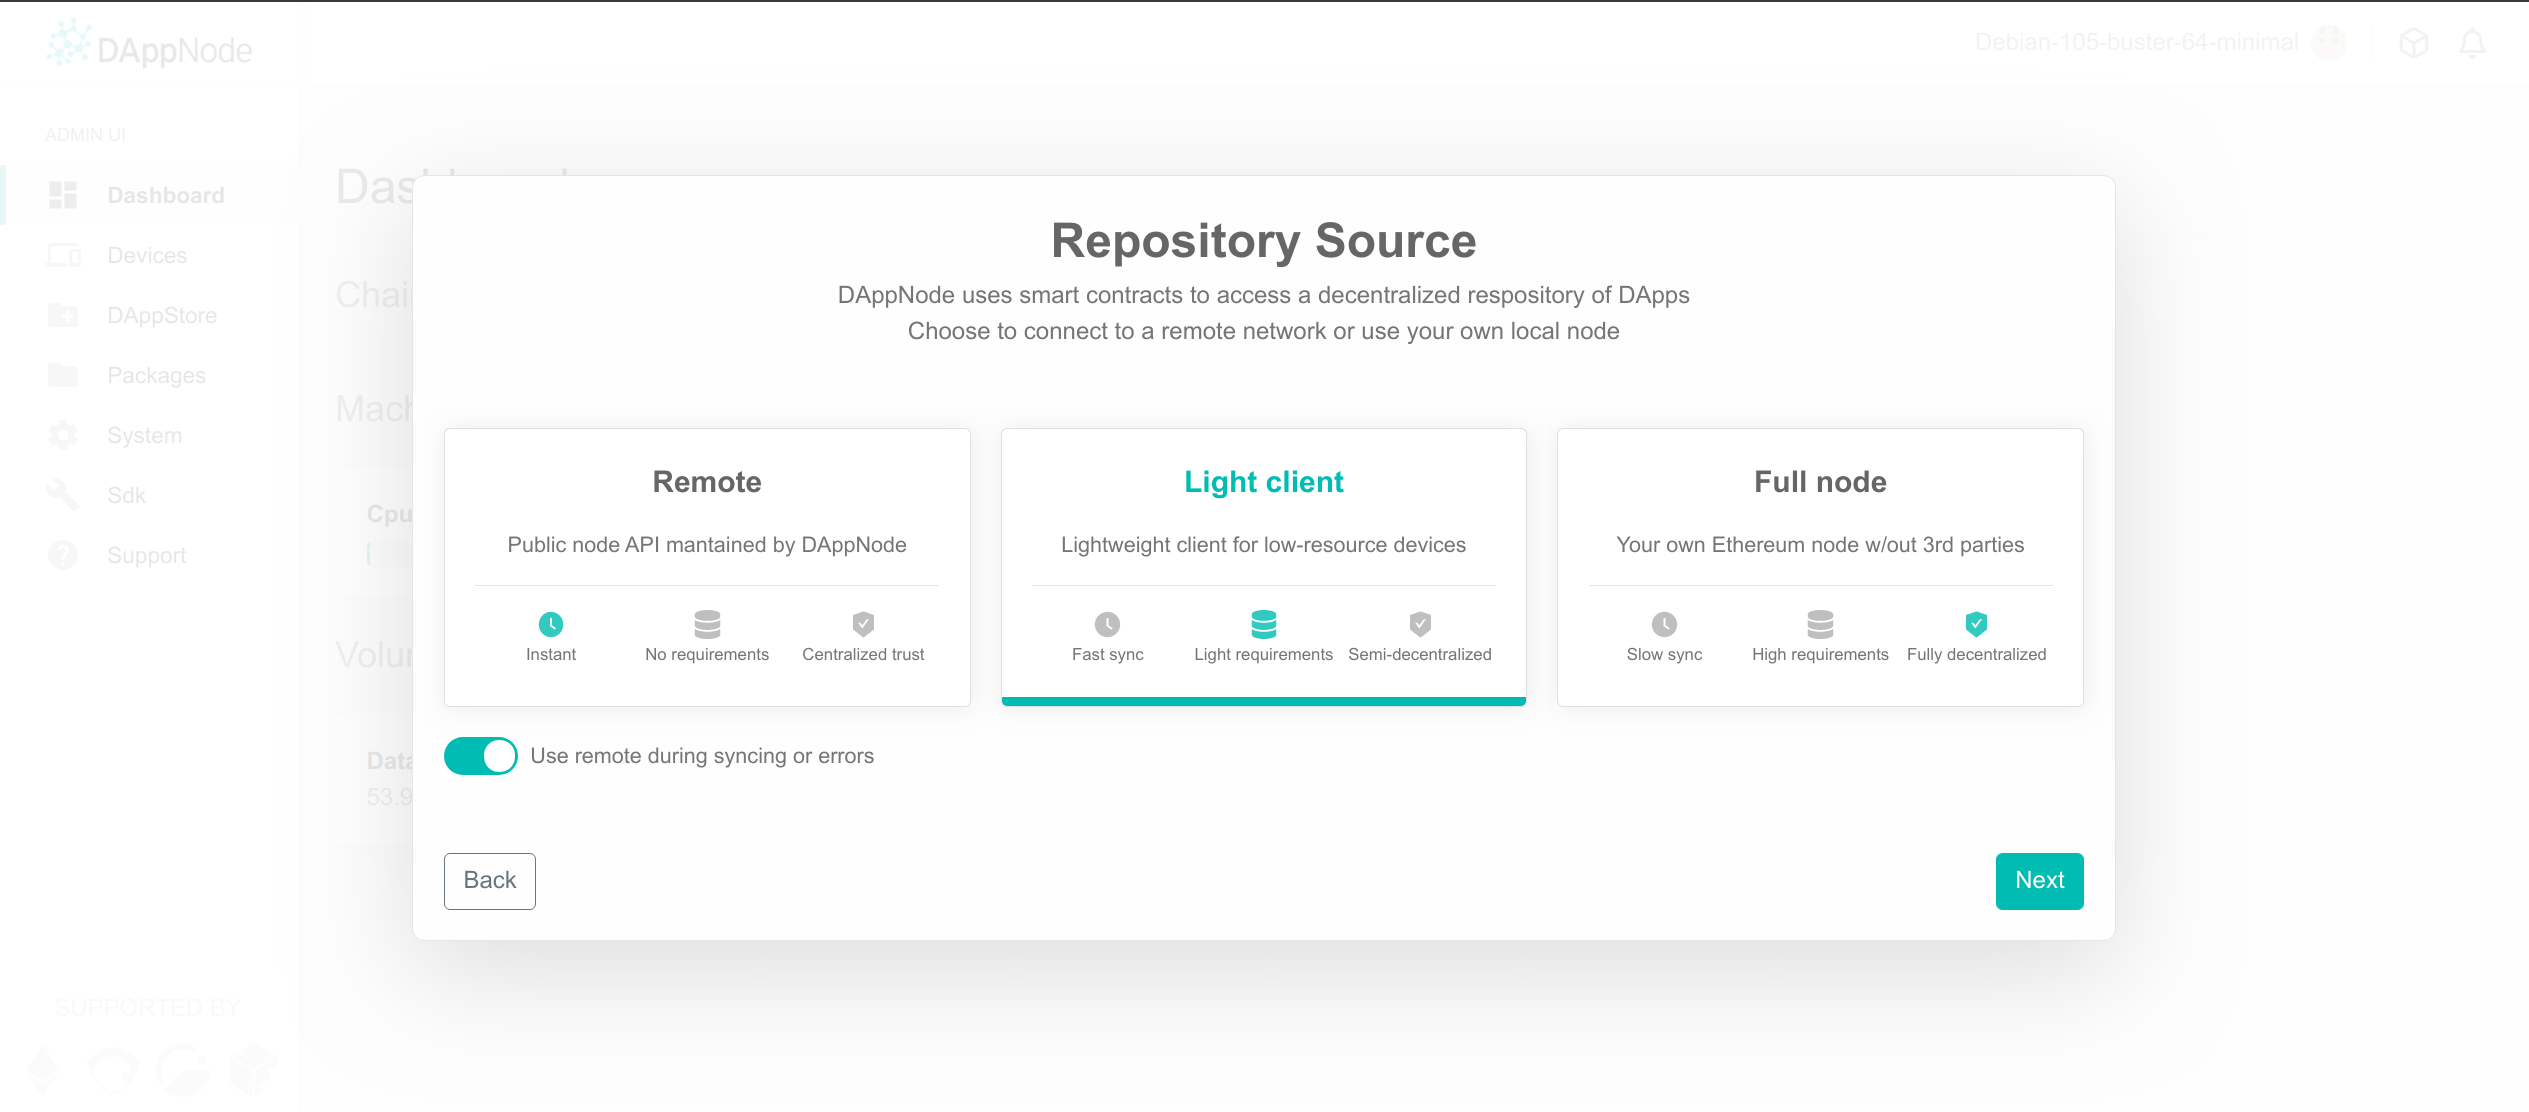 DAppNode
Debian-105-buster-64-minimal
ADMIN UI
Dashboard
Devices
DAppStore
Packages
System
Sdk
Support
SUPPORTED BY
Chain
Mach
Cpu
Volum
Data
53.9
Repository Source
DAppNode uses smart contracts to access a decentralized respository of DApps
Choose to connect to a remote network or use your own local node
Remote
Public node API mantained by DAppNode
Instant
No requirements
Centralized trust
Light client
Lightweight client for low-resource devices
Fast sync
Light requirements
Semi-decentralized
Full node
Your own Ethereum node w/out 3rd parties
Slow sync
High requirements
Fully decentralized
Use remote during syncing or errors
Back
Next